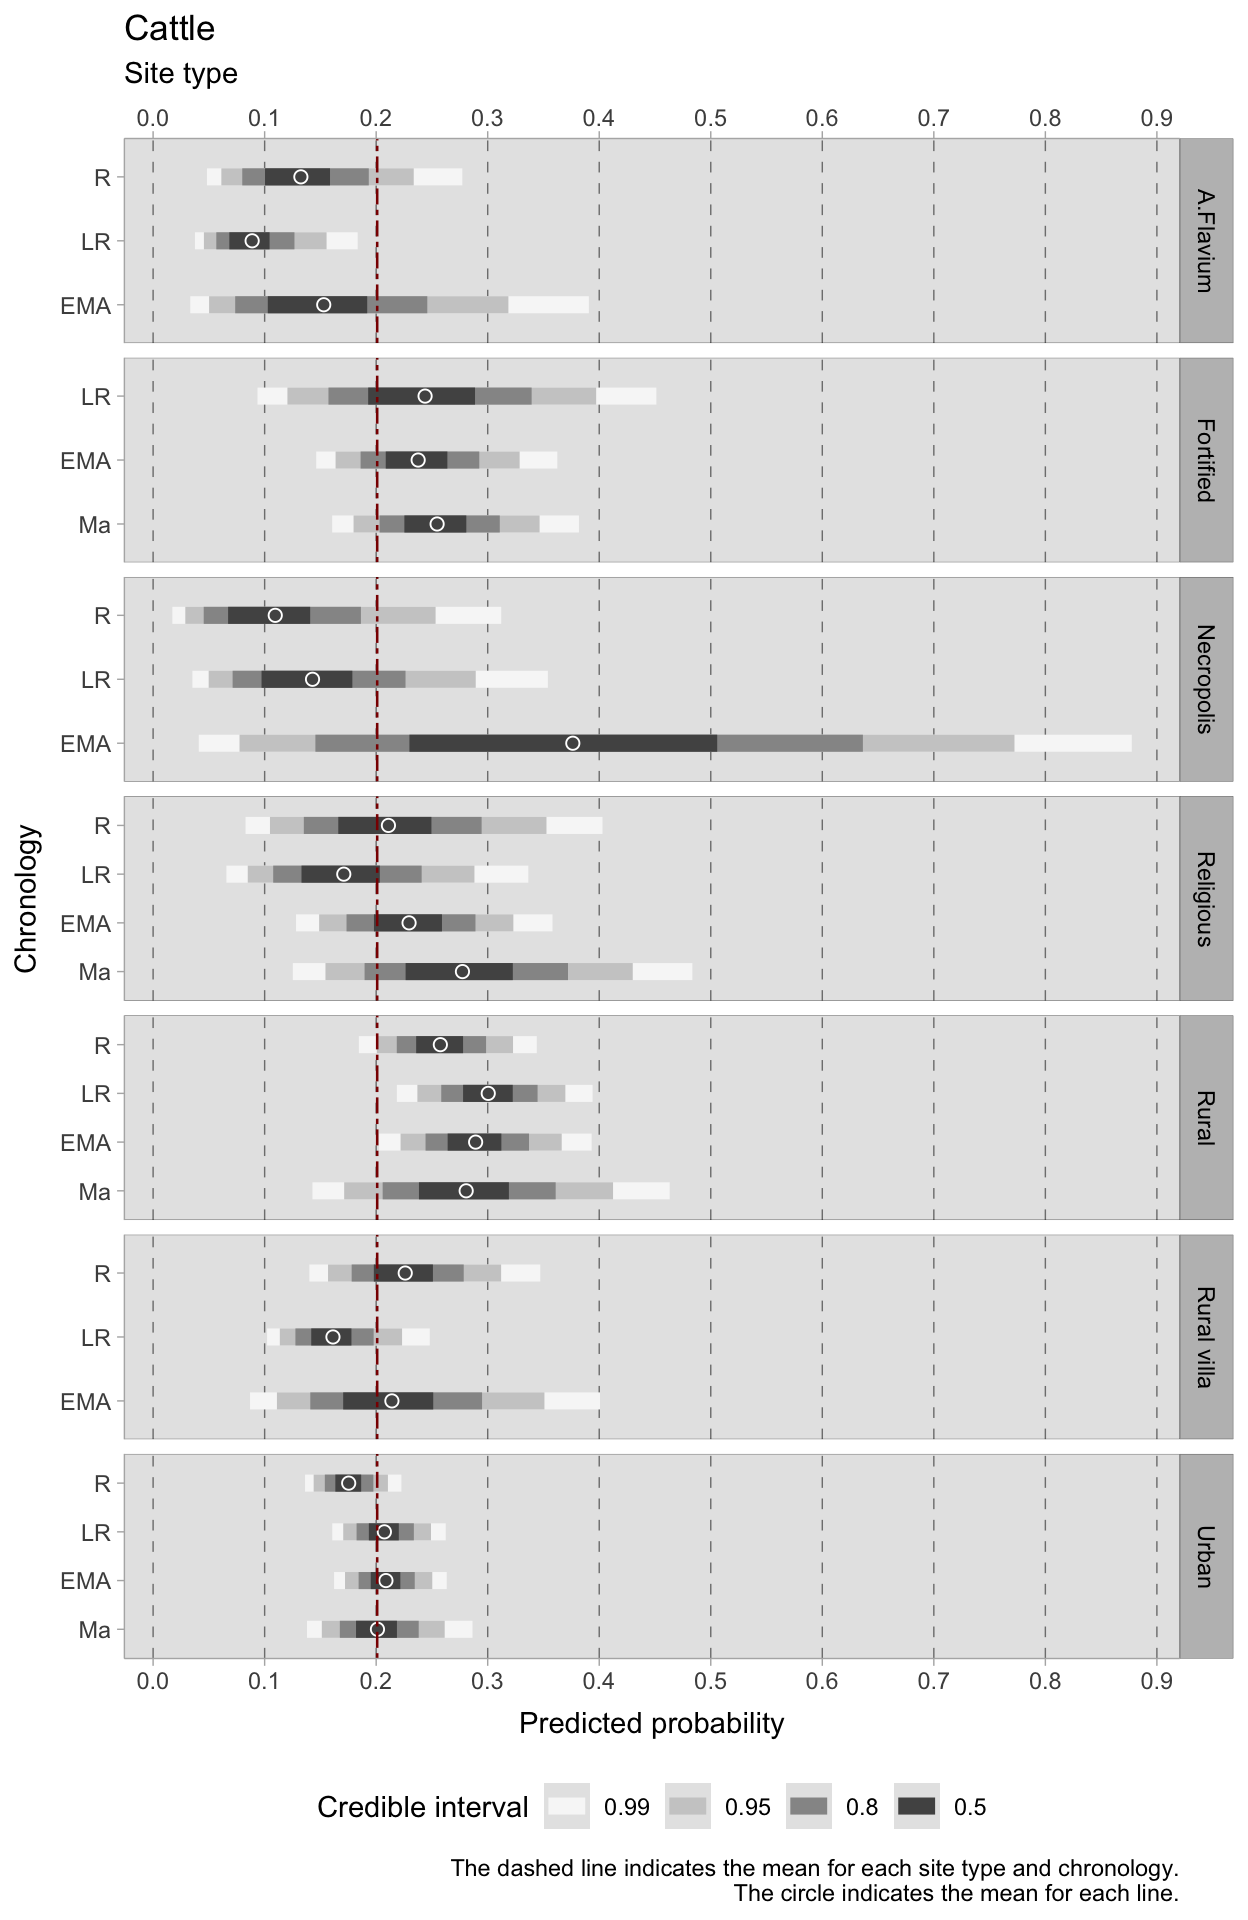 Cattle
Site type
0.0 0.1 0.2 0.3 0.4 0.5 0.6 0.7 0.8 0.9
R
LR
EMA
A.Flavium
LR
EMA
Ma
Fortified
R
LR
EMA
Necropolis
R
LR
EMA
Ma
Religious
R
LR
EMA
Ma
Rural
R
LR
EMA
Rural villa
R
LR
EMA
Ma
Urban
Chronology
0.0 0.1 0.2 0.3 0.4 0.5 0.6 0.7 0.8 0.9
Predicted probability
Credible interval 0.99 0.95 0.8 0.5
The dashed line indicates the mean for each site type and chronology.
The circle indicates the mean for each line.